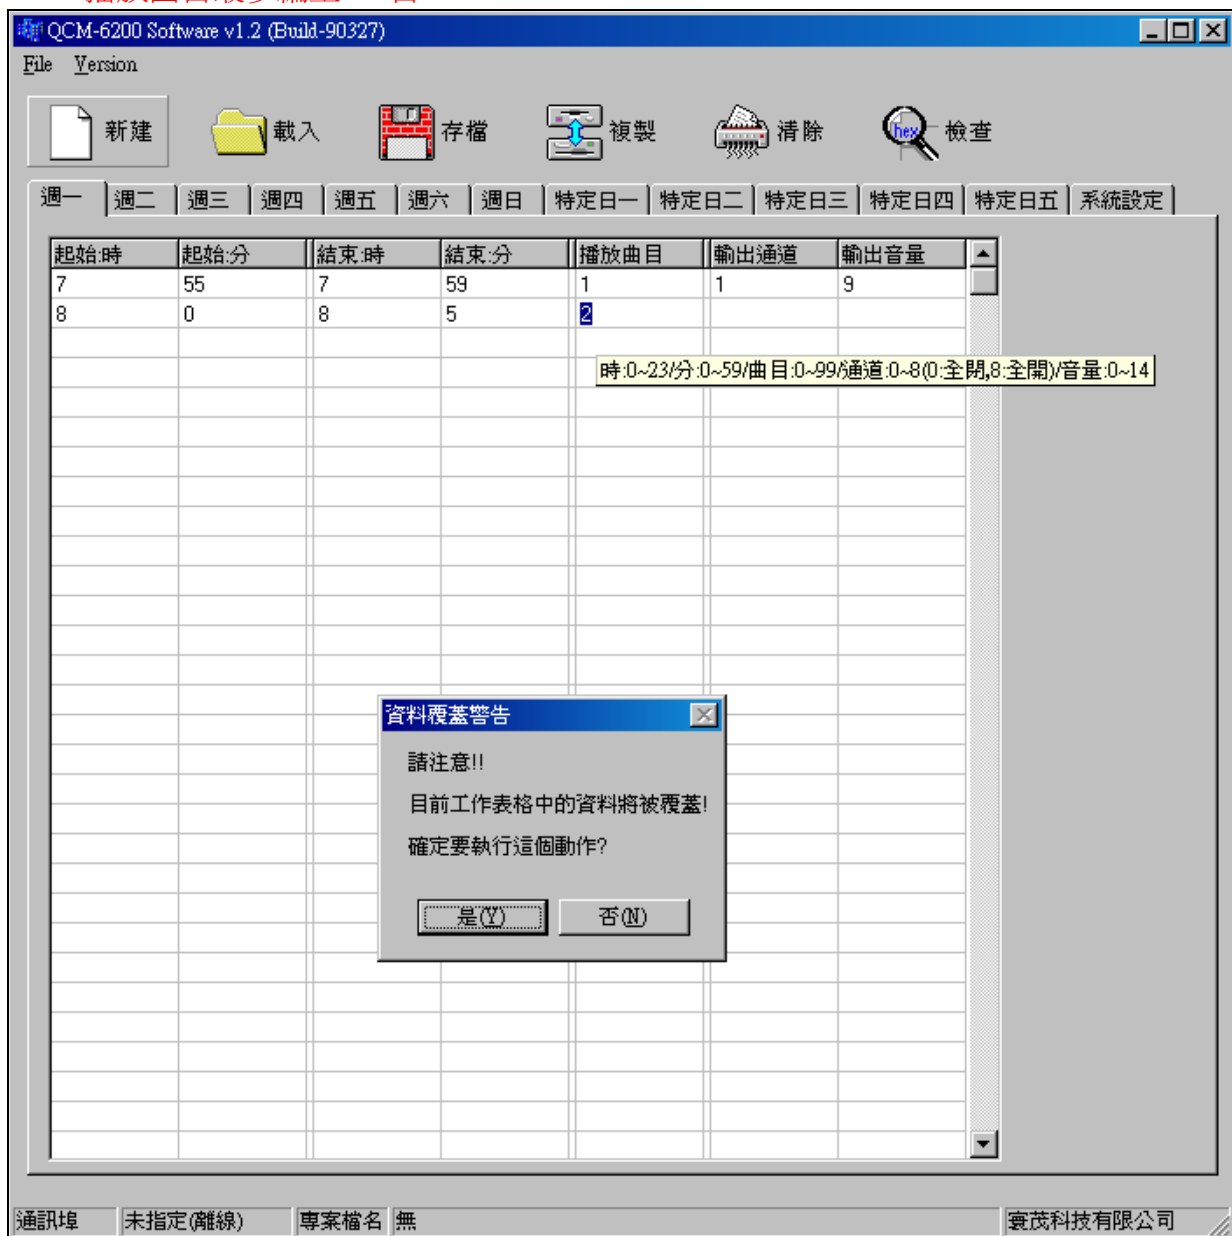 QCM-6200 Software v1.2 (Build-90327)
File Version
新建 載入 存檔 複製 清除 hex 檢查
週一 週二 週三 週四 週五 週六 週日 特定日一 特定日二 特定日三 特定日四 特定日五 系統設定
起始:時 起始:分 結束:時 結束:分 播放曲目 輸出通道 輸出音量
7 55 7 59 1 1 9
8 0 8 5 2
時:0~23/分:0~59/曲目:0~99/通道:0~8(0:全閉,8:全開)/音量:0~14
資料覆蓋警告
請注意!!
目前工作表格中的資料將被覆蓋!
確定要執行這個動作?
是(Y) 否(N)
通訊埠 未指定(離線) 專案檔名 無 寰茂科技有限公司